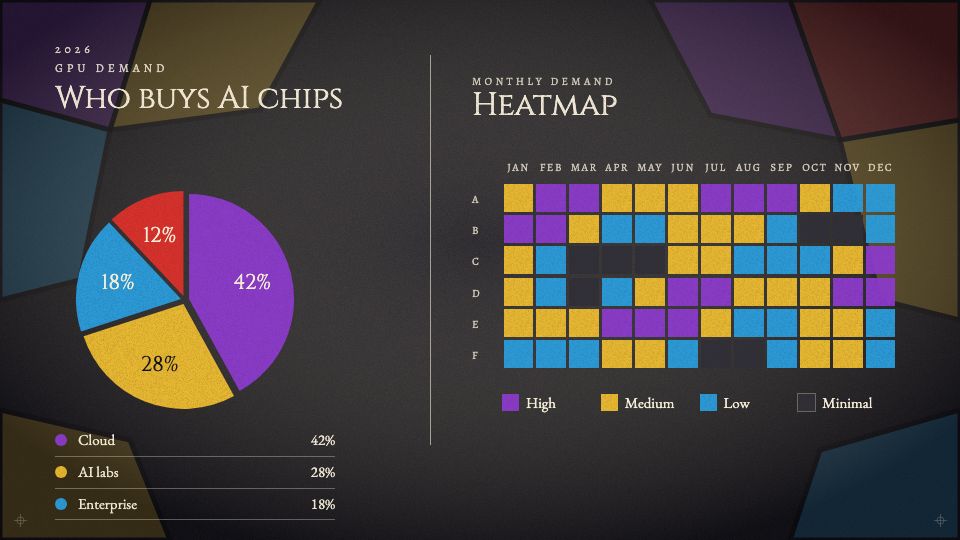 2026
GPU DEMAND
WHO BUYS AI CHIPS
12%
18%
42%
28%
Cloud 42%
AI labs 28%
Enterprise 18%
MONTHLY DEMAND
HEATMAP
JAN FEB MAR APR MAY JUN JUL AUG SEP OCT NOV DEC
A
B
C
D
E
F
High Medium Low Minimal